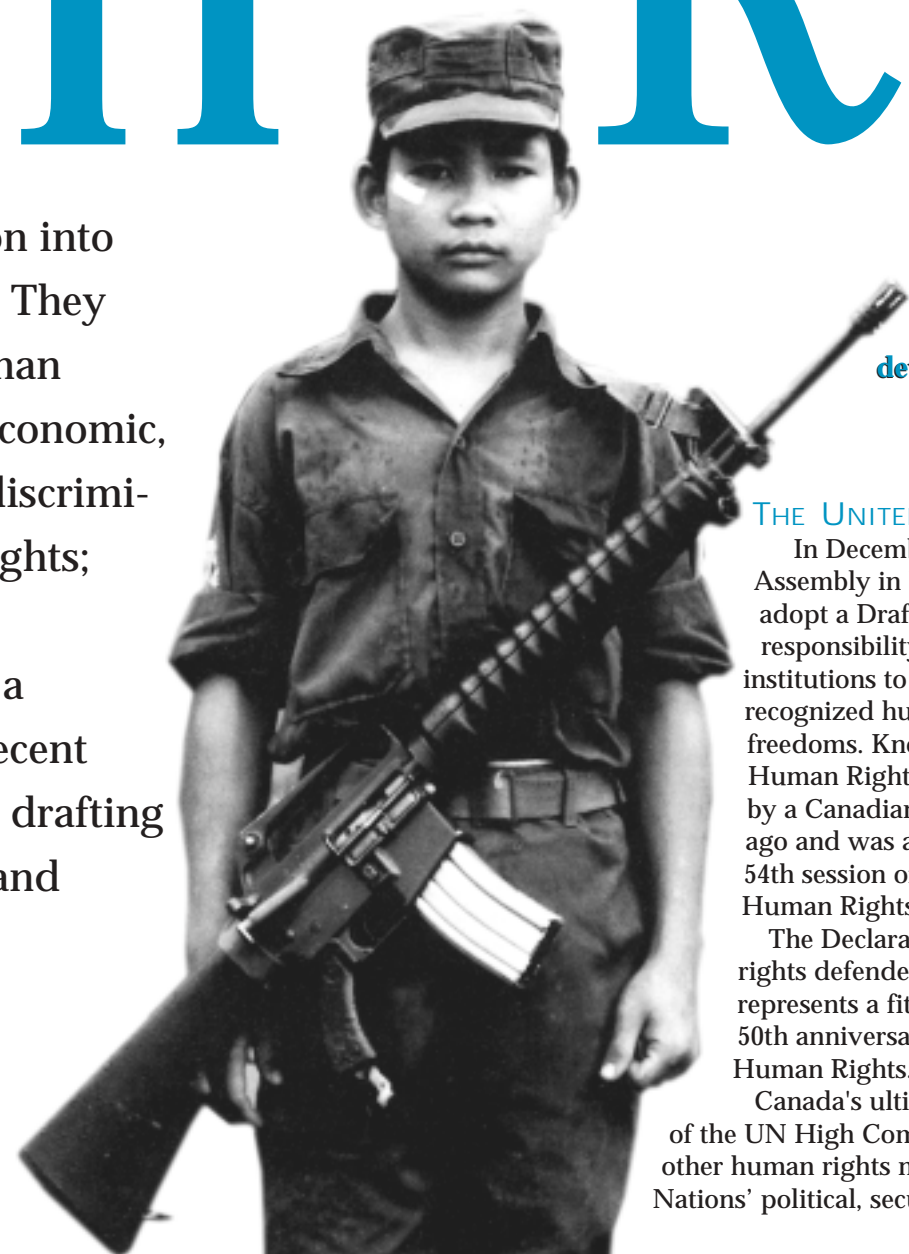 on into
They
man
conomic,
discrimi-
ghts;
a
ecent
drafting
and
de
THE UNITE
In Decem
Assembly in
adopt a Draf
responsibility
institutions to
recognized hu
freedoms. Kno
Human Right
by a Canadian
ago and was a
54th session o
Human Rights
The Declara
rights defende
represents a fit
50th anniversa
Human Rights.
Canada's ulti
of the UN High Com
other human rights n
Nations’ political, secu